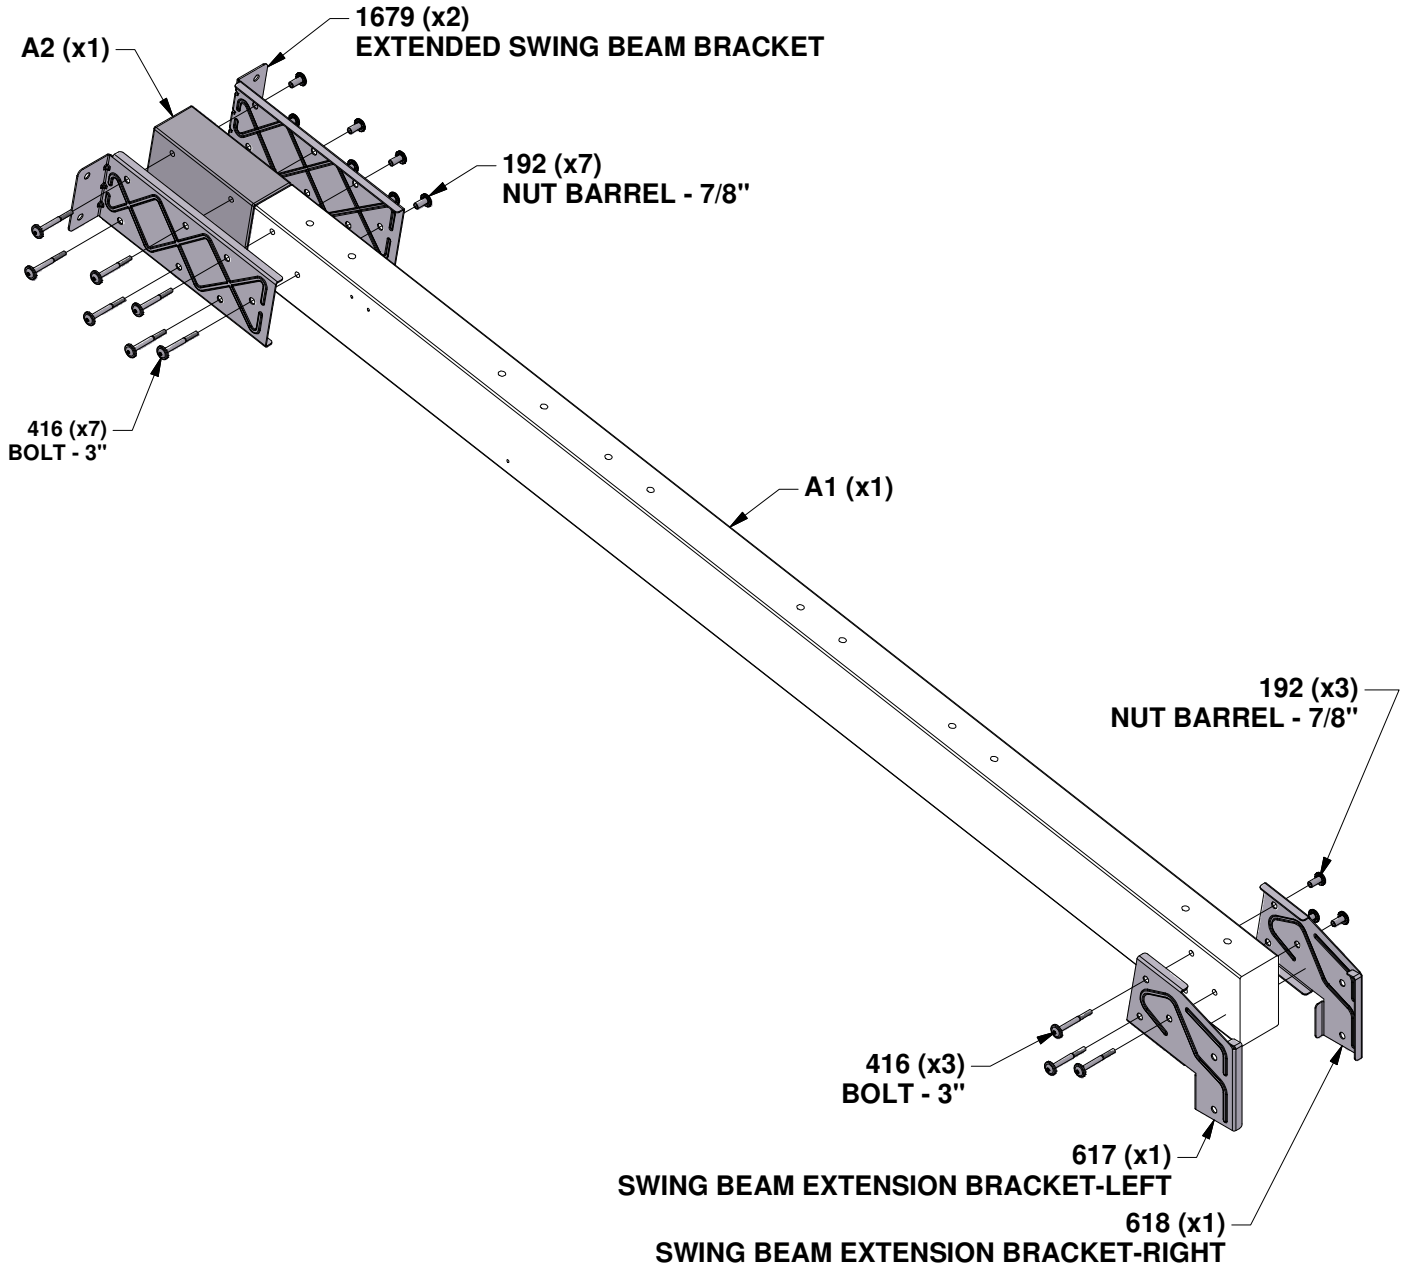 1679 (x2)
EXTENDED SWING BEAM BRACKET
A2 (x1)
192 (x7)
NUT BARREL - 7/8"
416 (x7)
BOLT - 3"
A1 (x1)
192 (x3)
NUT BARREL - 7/8"
416 (x3)
BOLT - 3"
617 (x1)
SWING BEAM EXTENSION BRACKET-LEFT
618 (x1)
SWING BEAM EXTENSION BRACKET-RIGHT